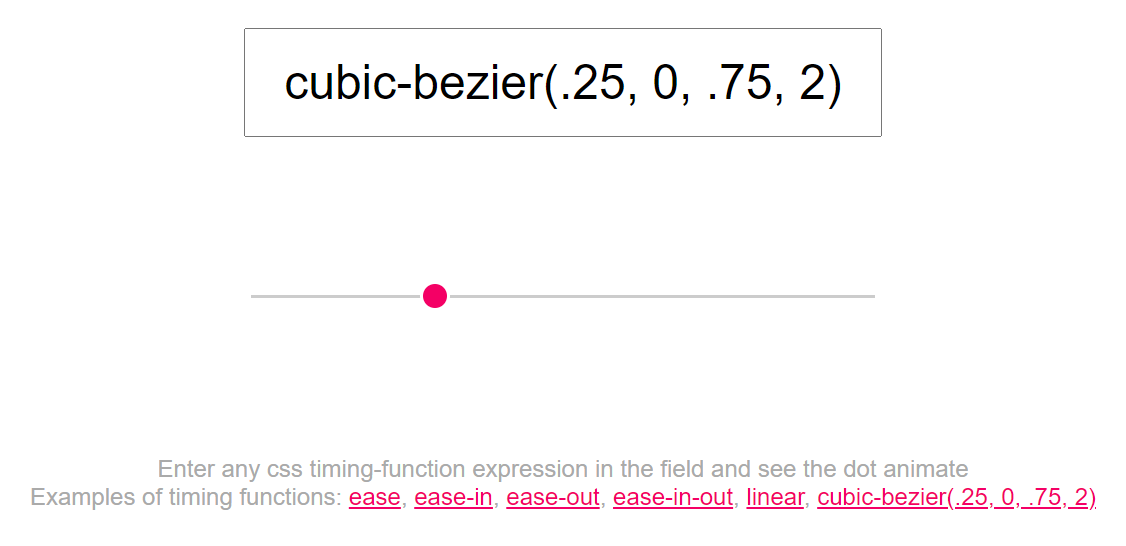 cubic-bezier(.25, 0, .75, 2)
Enter any css timing-function expression in the field and see the dot animate
Examples of timing functions: ease, ease-in, ease-out, ease-in-out, linear, cubic-bezier(.25, 0, .75, 2)